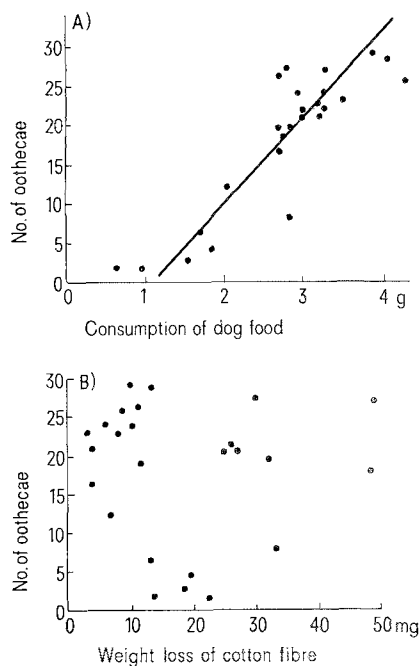 A)
30
25
20
15
10
5
0
No. of oothecae
0 1 2 3 4 g
Consumption of dog food
B)
30
25
20
15
10
5
0
No. of oothecae
0 10 20 30 40 50 mg
Weight loss of cotton fibre